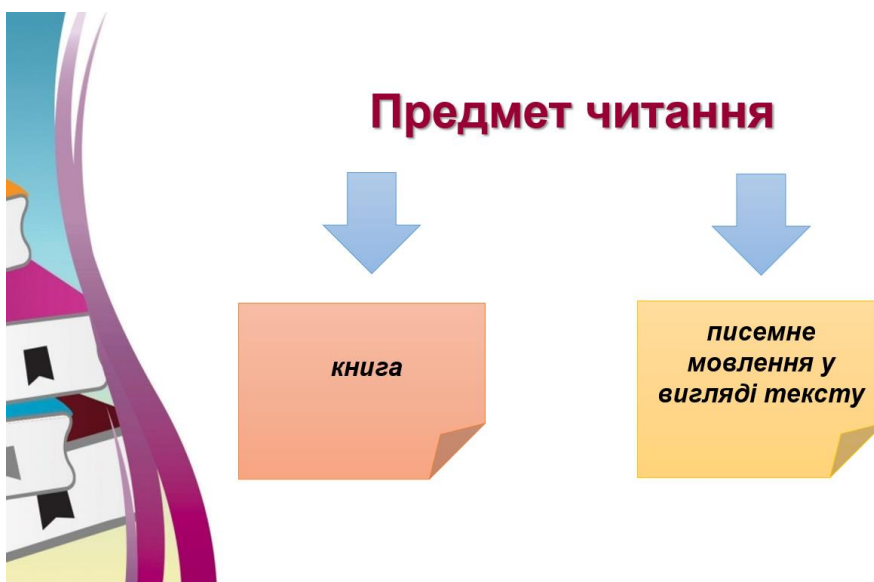 Предмет читання
книга
писемне
мовлення у
вигляді тексту